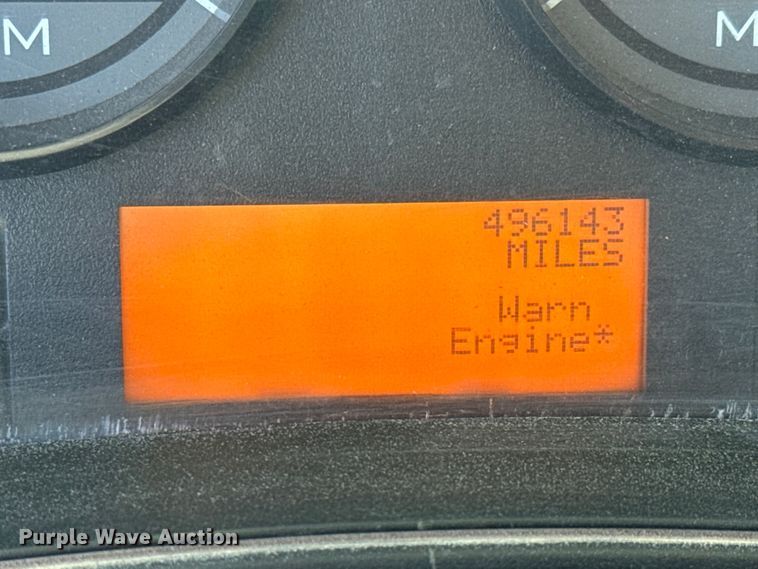 M
M
496143
MILES
Warn
Engine*
Purple Wave Auction